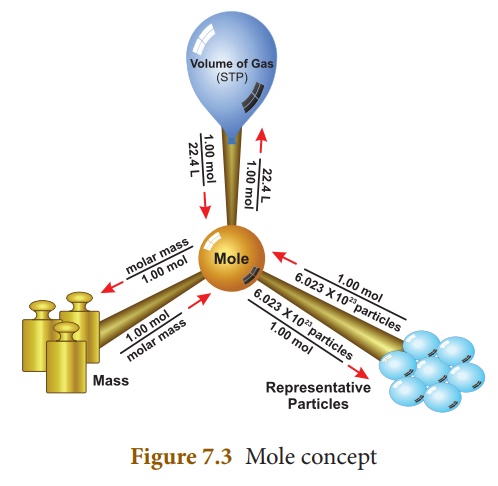 Volume of Gas
(STP)
1.00 mol
22.4 L
22.4 L
1.00 mol
Mole
molar mass
1.00 mol
1.00 mol
molar mass
1.00 mol
6.023 X10²³ particles
6.023 X10²³ particles
1.00 mol
Mass
Representative
Particles
Figure 7.3 Mole concept